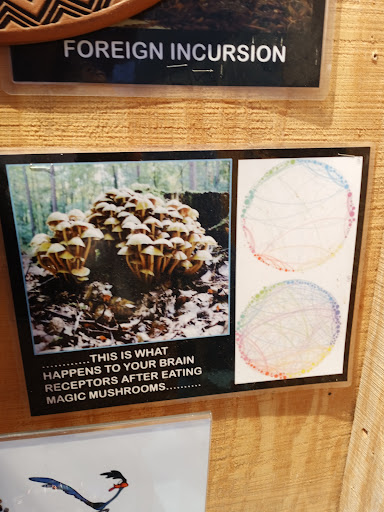 FOREIGN INCURSION
............THIS IS WHAT
HAPPENS TO YOUR BRAIN
RECEPTORS AFTER EATING
MAGIC MUSHROOMS..........